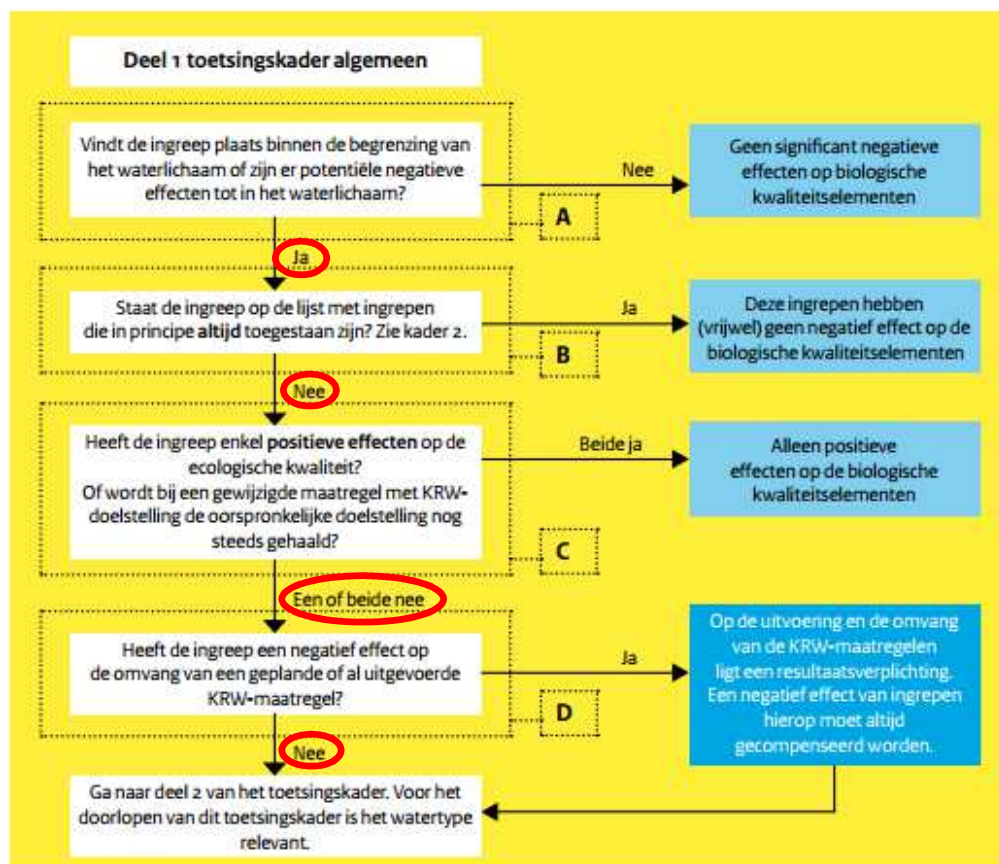 Deel 1 toetsingskader algemeen
Vindt de ingreep plaats binnen de begrenzing van
het waterlichaam of zijn er potentiële negatieve
effecten tot in het waterlichaam?
Nee
Geen significant negatieve
effecten op biologische
kwaliteitselementen
A
Ja
Staat de ingreep op de lijst met ingrepen
die in principe altijd toegestaan zijn? Zie kader 2.
Ja
Deze ingrepen hebben
(vrijwel) geen negatief effect op de
biologische kwaliteitselementen
B
Nee
Heeft de ingreep enkel positieve effecten op de
ecologische kwaliteit?
Of wordt bij een gewijzigde maatregel met KRW-
doelstelling de oorspronkelijke doelstelling nog
steeds gehaald?
Beide ja
Alleen positieve
effecten op de biologische
kwaliteitselementen
C
Een of beide nee
Heeft de ingreep een negatief effect op
de omvang van een geplande of al uitgevoerde
KRW-maatregel?
Ja
Op de uitvoering en de omvang
van de KRW-maatregelen
ligt een resultaatsverplichting.
Een negatief effect van ingrepen
hierop moet altijd
gecompenseerd worden.
D
Nee
Ga naar deel 2 van het toetsingskader. Voor het
doorlopen van dit toetsingskader is het watertype
relevant.